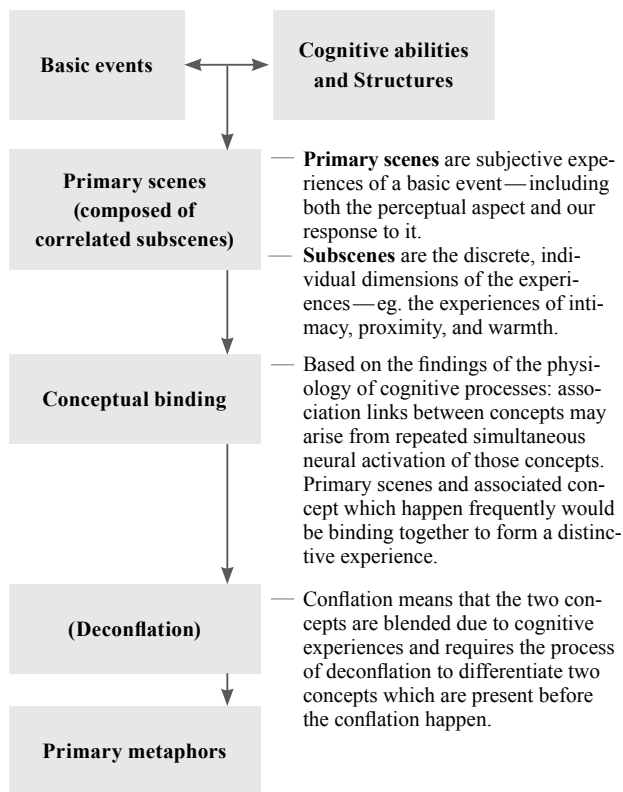 Basic events
Cognitive abilities
and Structures
Primary scenes
(composed of
correlated subscenes)
Primary scenes are subjective expe-
riences of a basic event — including
both the perceptual aspect and our
response to it.
Subscenes are the discrete, indi-
vidual dimensions of the experi-
ences — eg. the experiences of inti-
macy, proximity, and warmth.
Conceptual binding
Based on the findings of the physi-
ology of cognitive processes: asso-
ciation links between concepts may
arise from repeated simultaneous
neural activation of those concepts.
Primary scenes and associated con-
cept which happen frequently would
be binding together to form a distinc-
tive experience.
(Deconflation)
Conflation means that the two con-
cepts are blended due to cognitive
experiences and requires the process
of deconflation to differentiate two
concepts which are present before
the conflation happen.
Primary metaphors